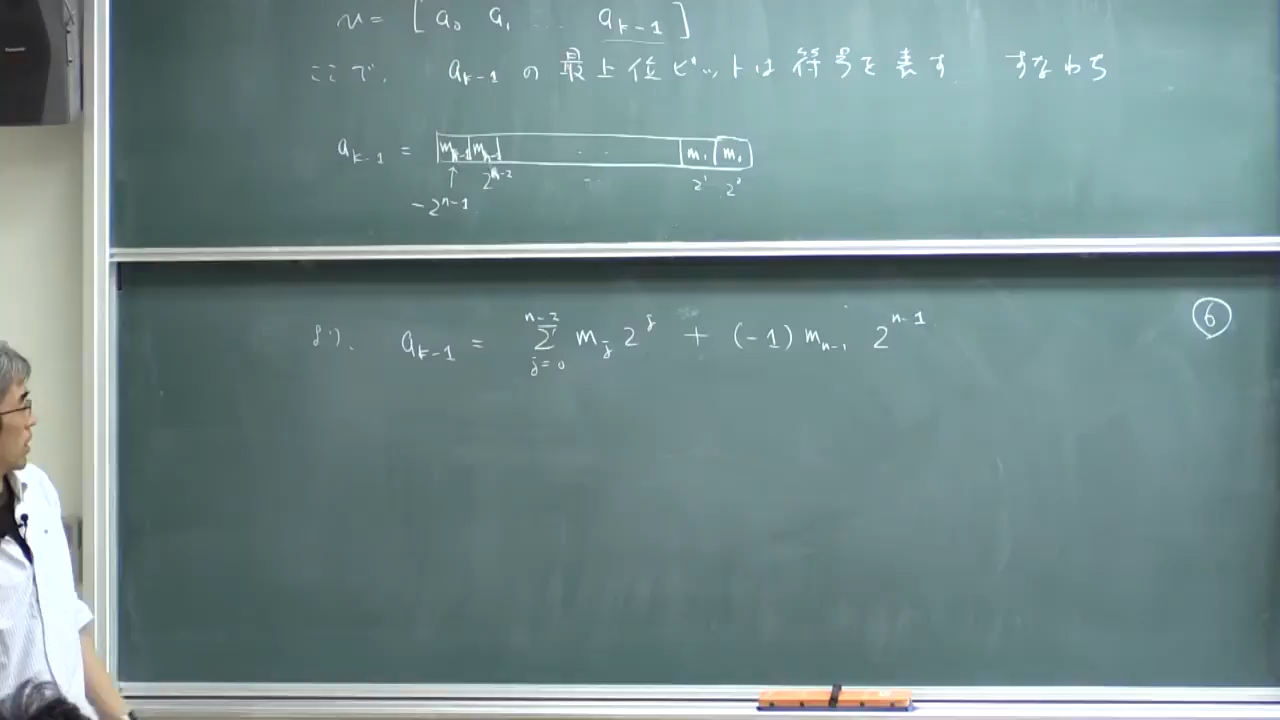 u = [ a₀ a₁ … a_{k-1} ]
ここで、 a_{k-1} の最上位ビットは符号を表す. すなわち
a_{k-1} = m_{n-1} … m₁ m₀
↑ 2^{n-2} … 2¹ 2⁰
-2^{n-1}
より、 a_{k-1} = Σ_{j=0}^{n-2} m_j 2^j + (-1) m_{n-1} 2^{n-1}
⑥